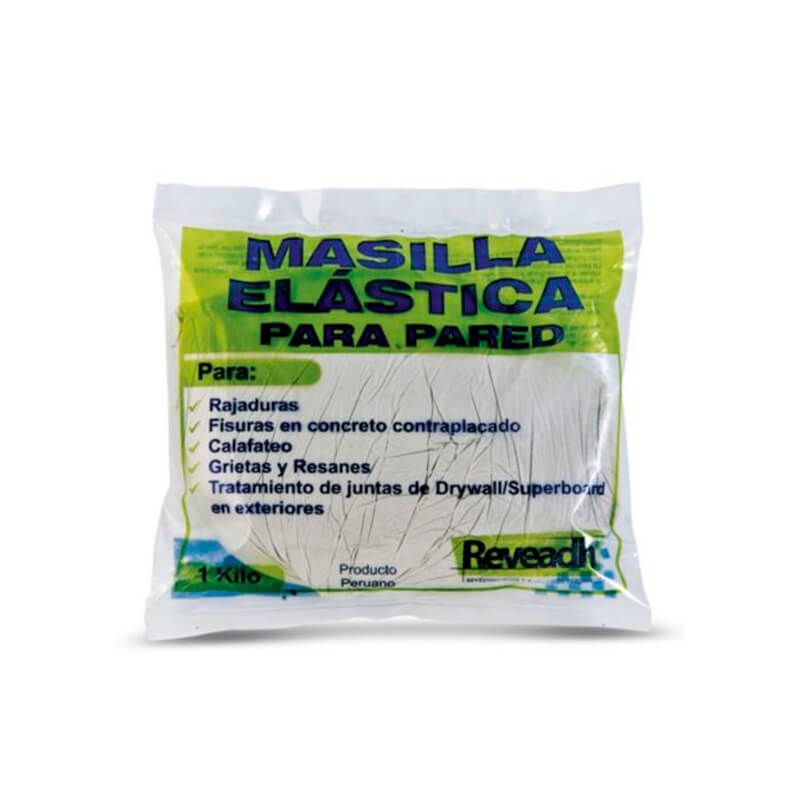 MASILLA
ELÁSTICA
PARA PARED
Para:
Rajaduras
Fisuras en concreto contraplacado
Calafateo
Grietas y Resanes
Tratamiento de juntas de Drywall/Superboard
en exteriores
1 Kilo
Producto
Peruano
Reveadh